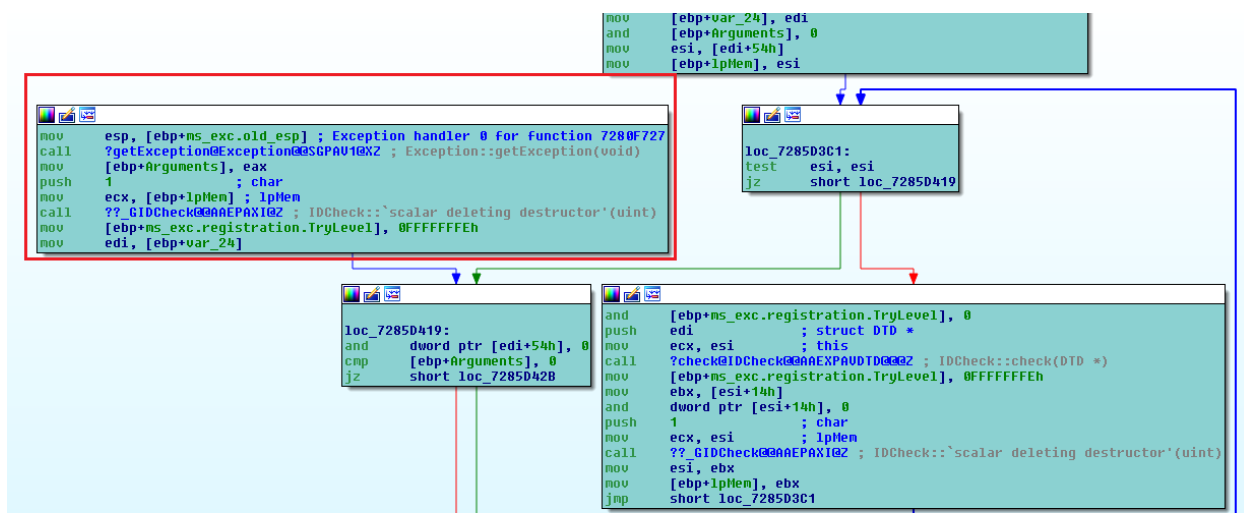 mov [ebp+var_24], edi
and [ebp+Arguments], 0
mov esi, [edi+54h]
mov [ebp+lpMem], esi
mov esp, [ebp+ms_exc.old_esp] ; Exception handler 0 for function 7280F727
call ?getException@Exception@@SGPAV1@XZ ; Exception::getException(void)
mov [ebp+Arguments], eax
push 1 ; char
mov ecx, [ebp+lpMem] ; lpMem
call ??_GIDCheck@@AAEPAXI@Z ; IDCheck::`scalar deleting destructor'(uint)
mov [ebp+ms_exc.registration.TryLevel], 0FFFFFFFEh
mov edi, [ebp+var_24]
loc_7285D3C1:
test esi, esi
jz short loc_7285D419
loc_7285D419:
and dword ptr [edi+54h], 0
cmp [ebp+Arguments], 0
jz short loc_7285D42B
and [ebp+ms_exc.registration.TryLevel], 0
push edi ; struct DTD *
mov ecx, esi ; this
call ?check@IDCheck@@AAEXPAVDTD@@@Z ; IDCheck::check(DTD *)
mov [ebp+ms_exc.registration.TryLevel], 0FFFFFFFEh
mov ebx, [esi+14h]
and dword ptr [esi+14h], 0
push 1 ; char
mov ecx, esi ; lpMem
call ??_GIDCheck@@AAEPAXI@Z ; IDCheck::`scalar deleting destructor'(uint)
mov esi, ebx
mov [ebp+lpMem], ebx
jmp short loc_7285D3C1